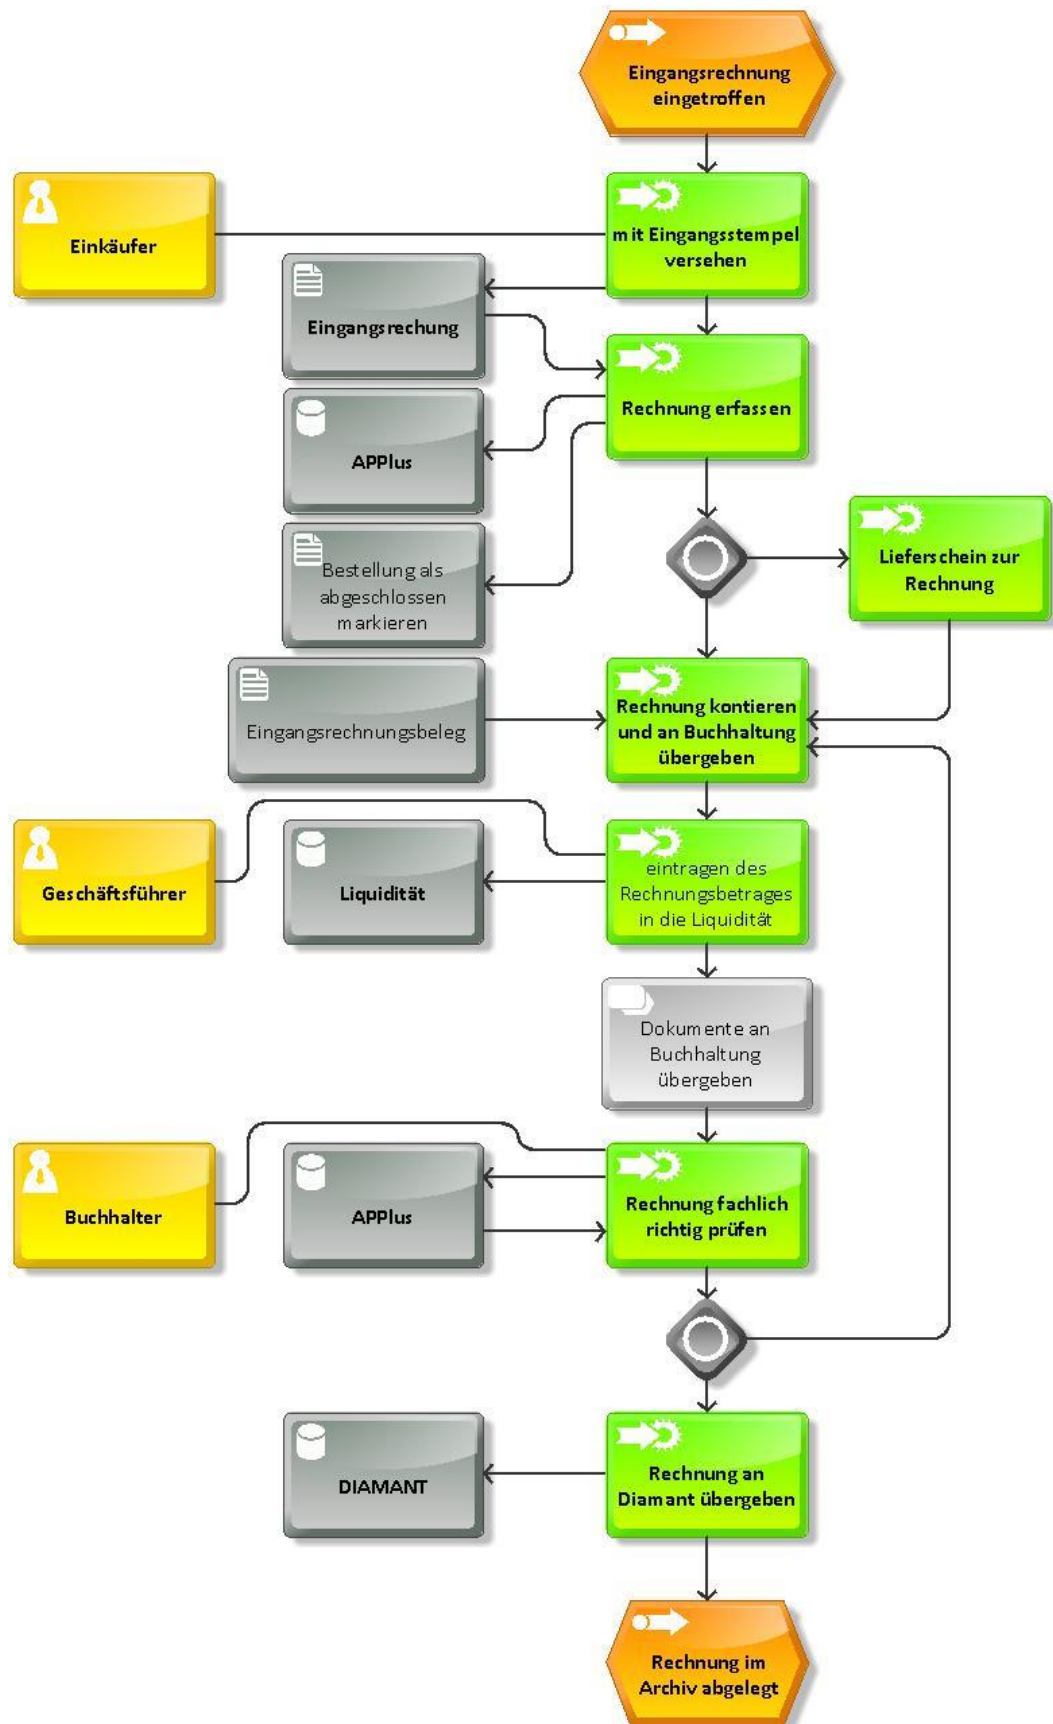 Eingangsrechnung
eingetroffen
Einkäufer
mit Eingangsstempel
versehen
Eingangsrechung
Rechnung erfassen
APPlus
Bestellung als
abgeschlossen
markieren
Lieferschein zur
Rechnung
Eingangsrechnungsbeleg
Rechnung kontieren
und an Buchhaltung
übergeben
Geschäftsführer
Liquidität
eintragen des
Rechnungsbetrages
in die Liquidität
Dokumente an
Buchhaltung
übergeben
Buchhalter
APPlus
Rechnung fachlich
richtig prüfen
DIAMANT
Rechnung an
Diamant übergeben
Rechnung im
Archiv abgelegt